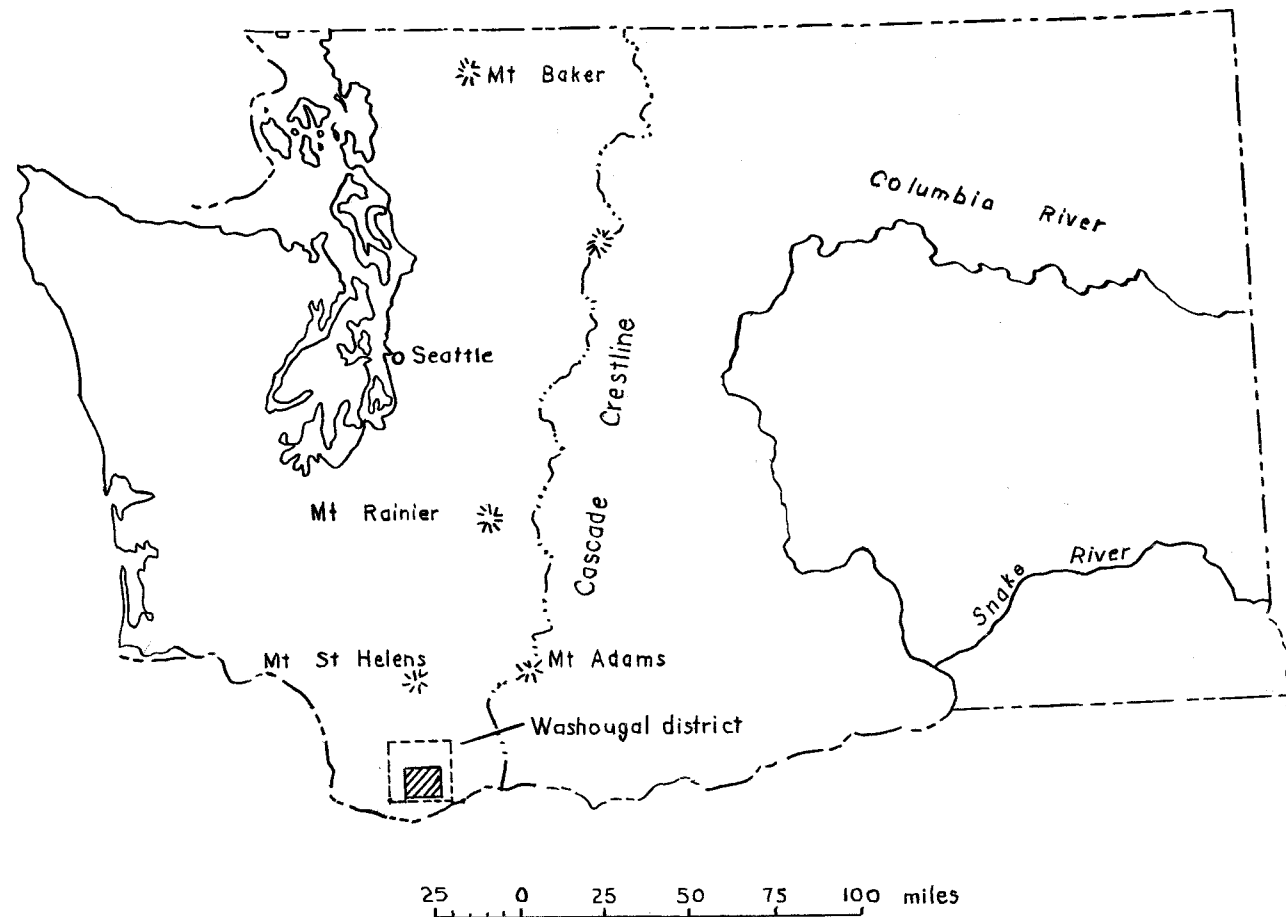 Mt Baker
Columbia River
Seattle
Cascade Crestline
Mt Rainier
Snake River
Mt St Helens
Mt Adams
Washougal district
25 0 25 50 75 100 miles